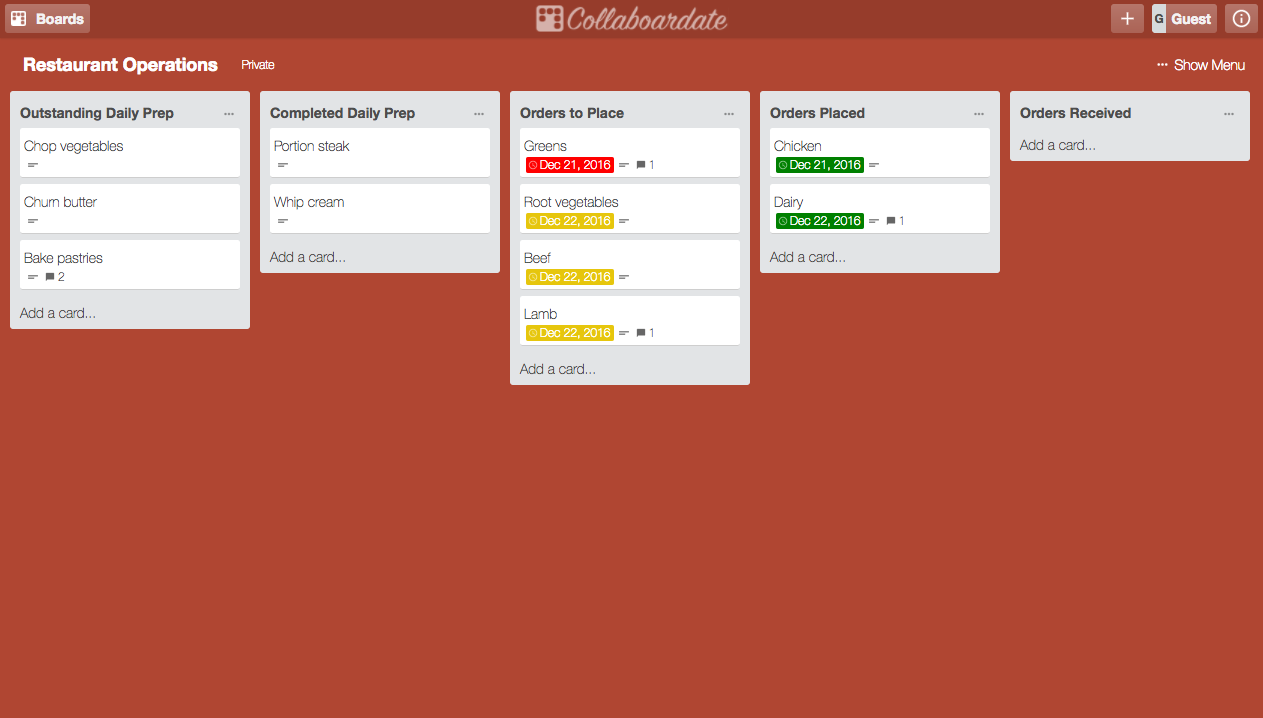 Boards
Collaboardate
+
G Guest
Restaurant Operations
Private
··· Show Menu
Outstanding Daily Prep ···
Chop vegetables
Churn butter
Bake pastries
2
Add a card...
Completed Daily Prep ···
Portion steak
Whip cream
Add a card...
Orders to Place ···
Greens
Dec 21, 2016 1
Root vegetables
Dec 22, 2016
Beef
Dec 22, 2016
Lamb
Dec 22, 2016 1
Add a card...
Orders Placed ···
Chicken
Dec 21, 2016
Dairy
Dec 22, 2016 1
Add a card...
Orders Received ···
Add a card...